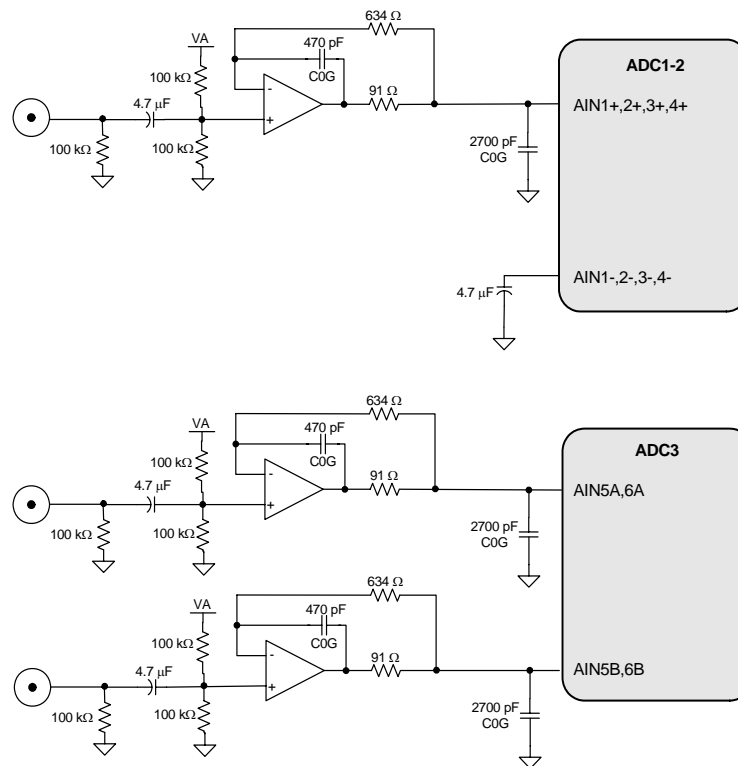 634 Ω
470 pF
C0G
VA
100 kΩ
4.7 µF
-
+
91 Ω
100 kΩ
100 kΩ
2700 pF
C0G
ADC1-2
AIN1+,2+,3+,4+
4.7 µF
AIN1-,2-,3-,4-
634 Ω
470 pF
C0G
VA
100 kΩ
4.7 µF
-
+
91 Ω
100 kΩ
100 kΩ
2700 pF
C0G
ADC3
AIN5A,6A
634 Ω
470 pF
C0G
VA
100 kΩ
4.7 µF
-
+
91 Ω
100 kΩ
100 kΩ
2700 pF
C0G
AIN5B,6B